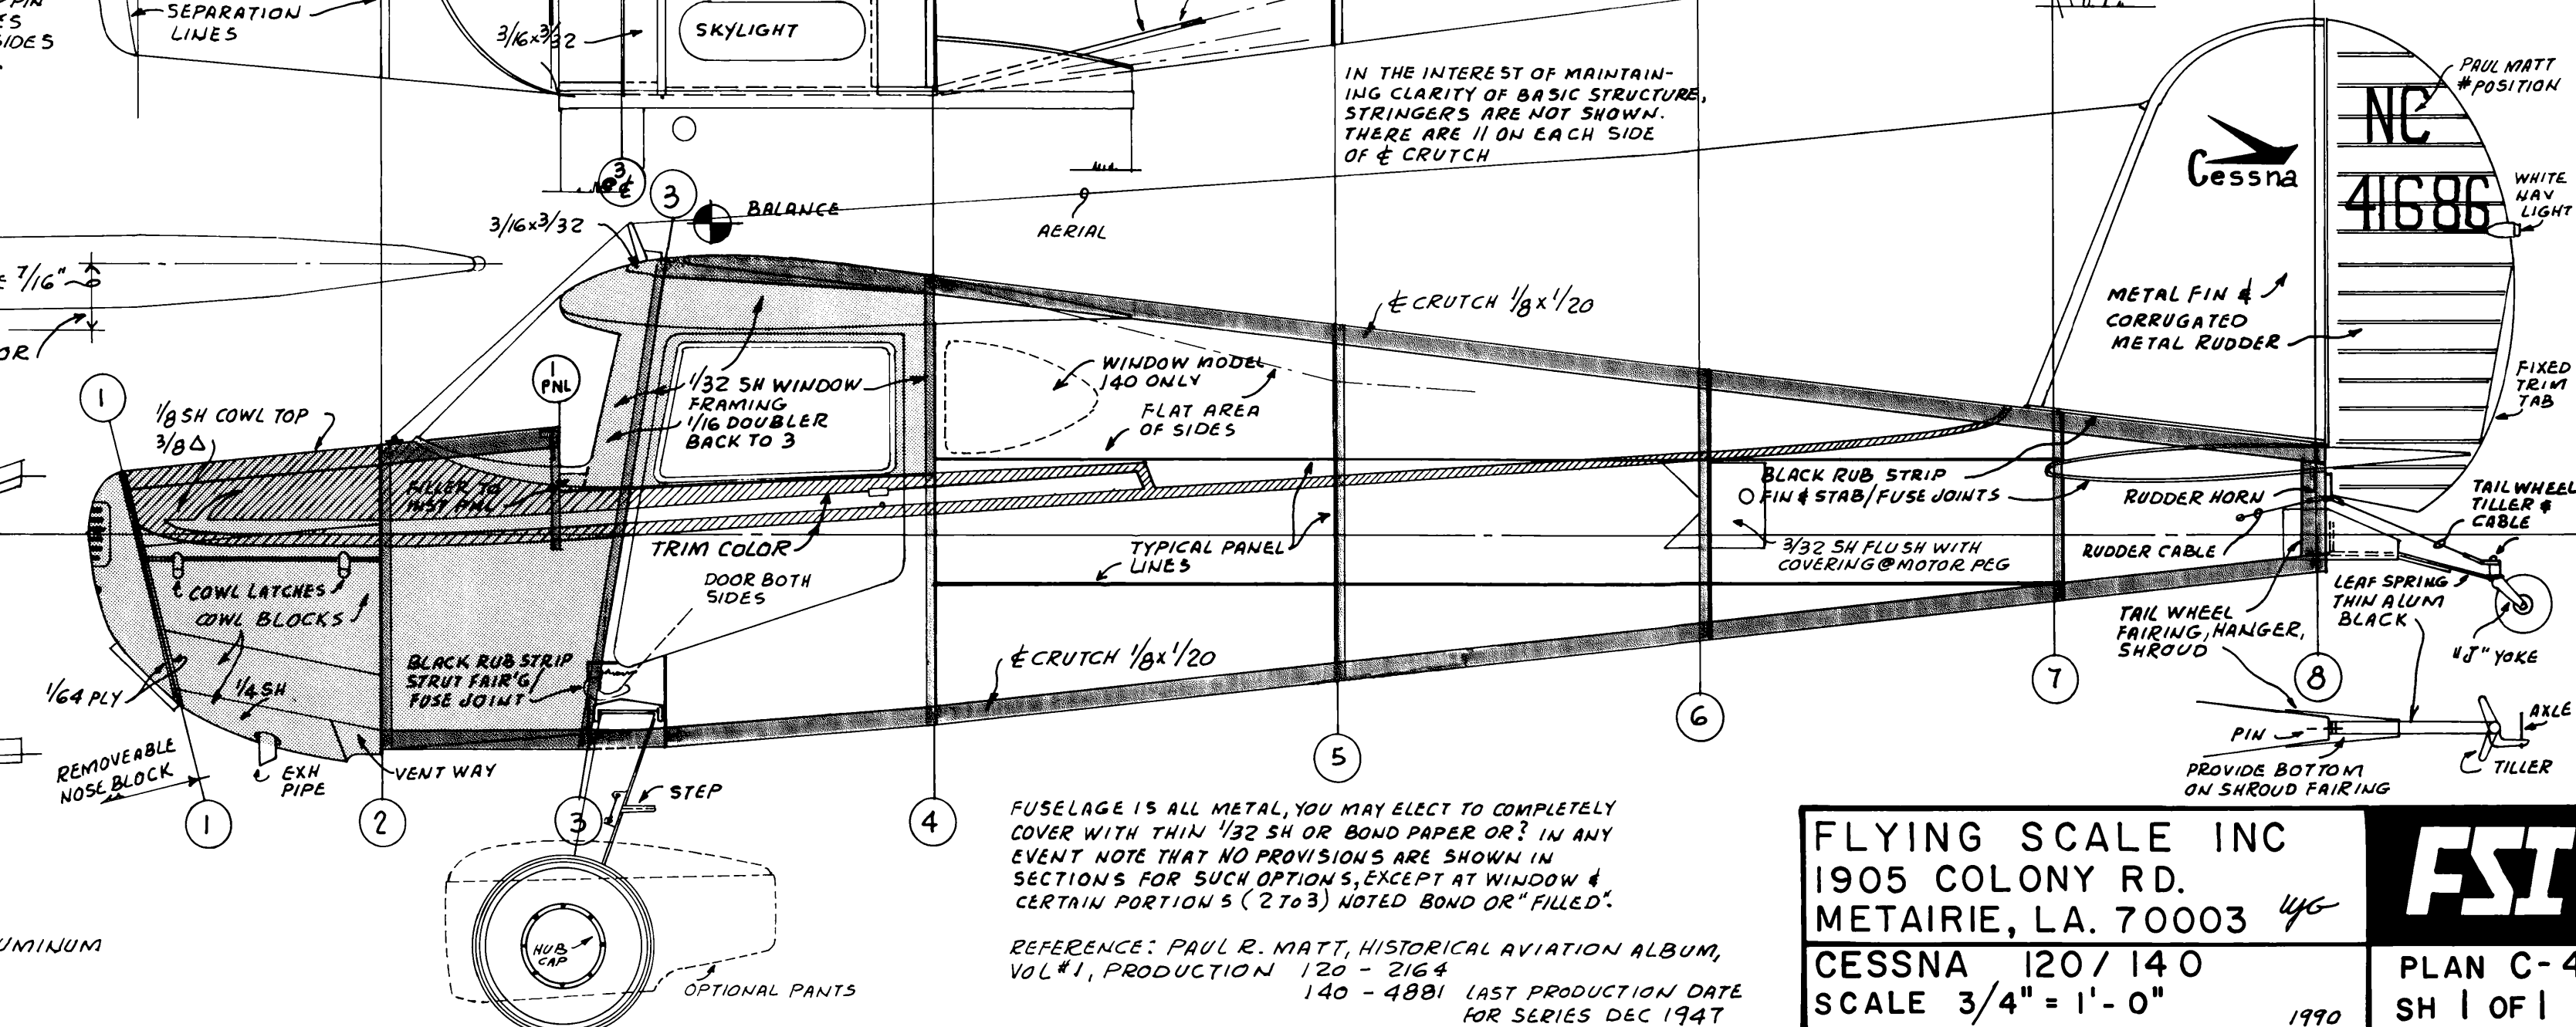 PIN
SIDES
SEPARATION
LINES
3/16x3/32
SKYLIGHT
IN THE INTEREST OF MAINTAIN-
ING CLARITY OF BASIC STRUCTURE,
STRINGERS ARE NOT SHOWN.
THERE ARE 11 ON EACH SIDE
OF ℄ CRUTCH
PAUL MATT
# POSITION
NC
41686
Cessna
WHITE
NAV
LIGHT
3
@ ℄
3
BALANCE
3/16x3/32
AERIAL
7/16"
OR
℄ CRUTCH 1/8x1/20
METAL FIN &
CORRUGATED
METAL RUDDER
FIXED
TRIM
TAB
1
1/8 SH COWL TOP
3/8 △
1
PNL
1/32 SH WINDOW
FRAMING
1/16 DOUBLER
BACK TO 3
WINDOW MODEL
140 ONLY
FLAT AREA
OF SIDES
FILLER TO
INST PNL
BLACK RUB STRIP
FIN & STAB/FUSE JOINTS
RUDDER HORN
TAILWHEEL
TILLER &
CABLE
TRIM COLOR
TYPICAL PANEL
LINES
3/32 SH FLUSH WITH
COVERING @ MOTOR PEG
RUDDER CABLE
COWL LATCHES
COWL BLOCKS
DOOR BOTH
SIDES
LEAF SPRING
THIN ALUM
BLACK
TAIL WHEEL
FAIRING, HANGER,
SHROUD
"J" YOKE
BLACK RUB STRIP
STRUT FAIR'G/
FUSE JOINT
℄ CRUTCH 1/8x1/20
1/64 PLY
1/4 SH
7
8
6
5
PIN
AXLE
TILLER
PROVIDE BOTTOM
ON SHROUD FAIRING
REMOVEABLE
NOSE BLOCK
EXH
PIPE
VENT WAY
STEP
1
2
3
4
FUSELAGE IS ALL METAL, YOU MAY ELECT TO COMPLETELY
COVER WITH THIN 1/32 SH OR BOND PAPER OR? IN ANY
EVENT NOTE THAT NO PROVISIONS ARE SHOWN IN
SECTIONS FOR SUCH OPTIONS, EXCEPT AT WINDOW &
CERTAIN PORTIONS (2 TO 3) NOTED BOND OR "FILLED".
HUB
CAP
OPTIONAL PANTS
REFERENCE: PAUL R. MATT, HISTORICAL AVIATION ALBUM,
VOL #1, PRODUCTION 120 - 2164
140 - 4881 LAST PRODUCTION DATE
FOR SERIES DEC 1947
FLYING SCALE INC
1905 COLONY RD.
METAIRIE, LA. 70003
FSI
CESSNA 120/140
SCALE 3/4" = 1'-0"
1990
PLAN C-4
SH 1 OF 1